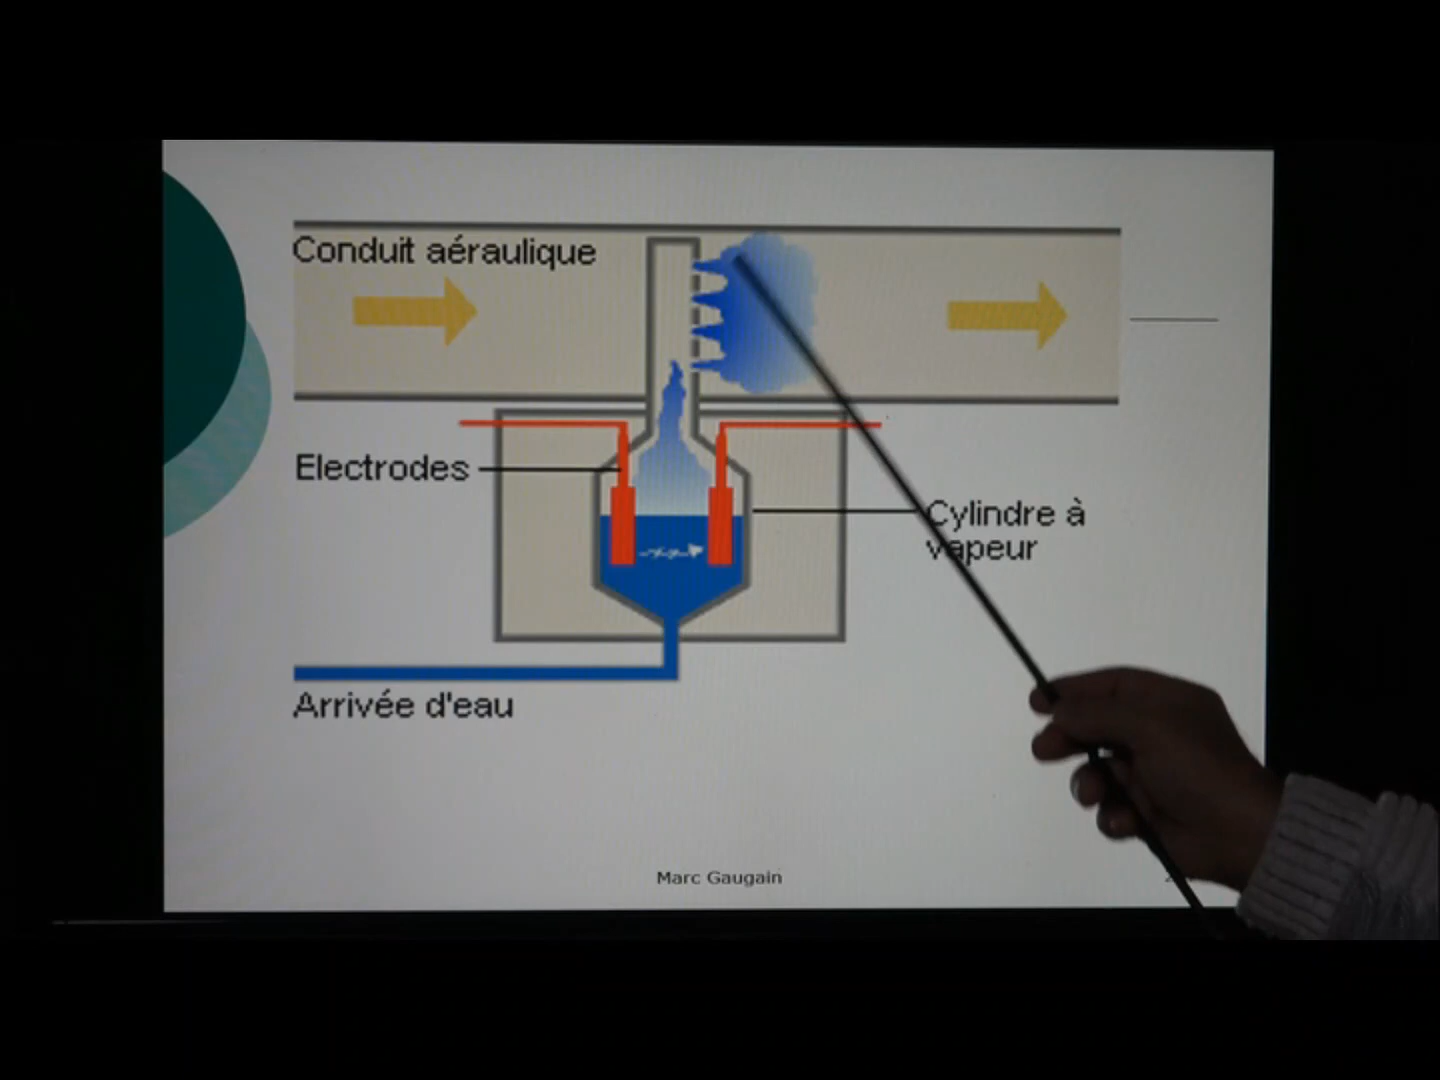 Conduit aéraulique
Electrodes
Cylindre à
vapeur
Arrivée d'eau
Marc Gaugain